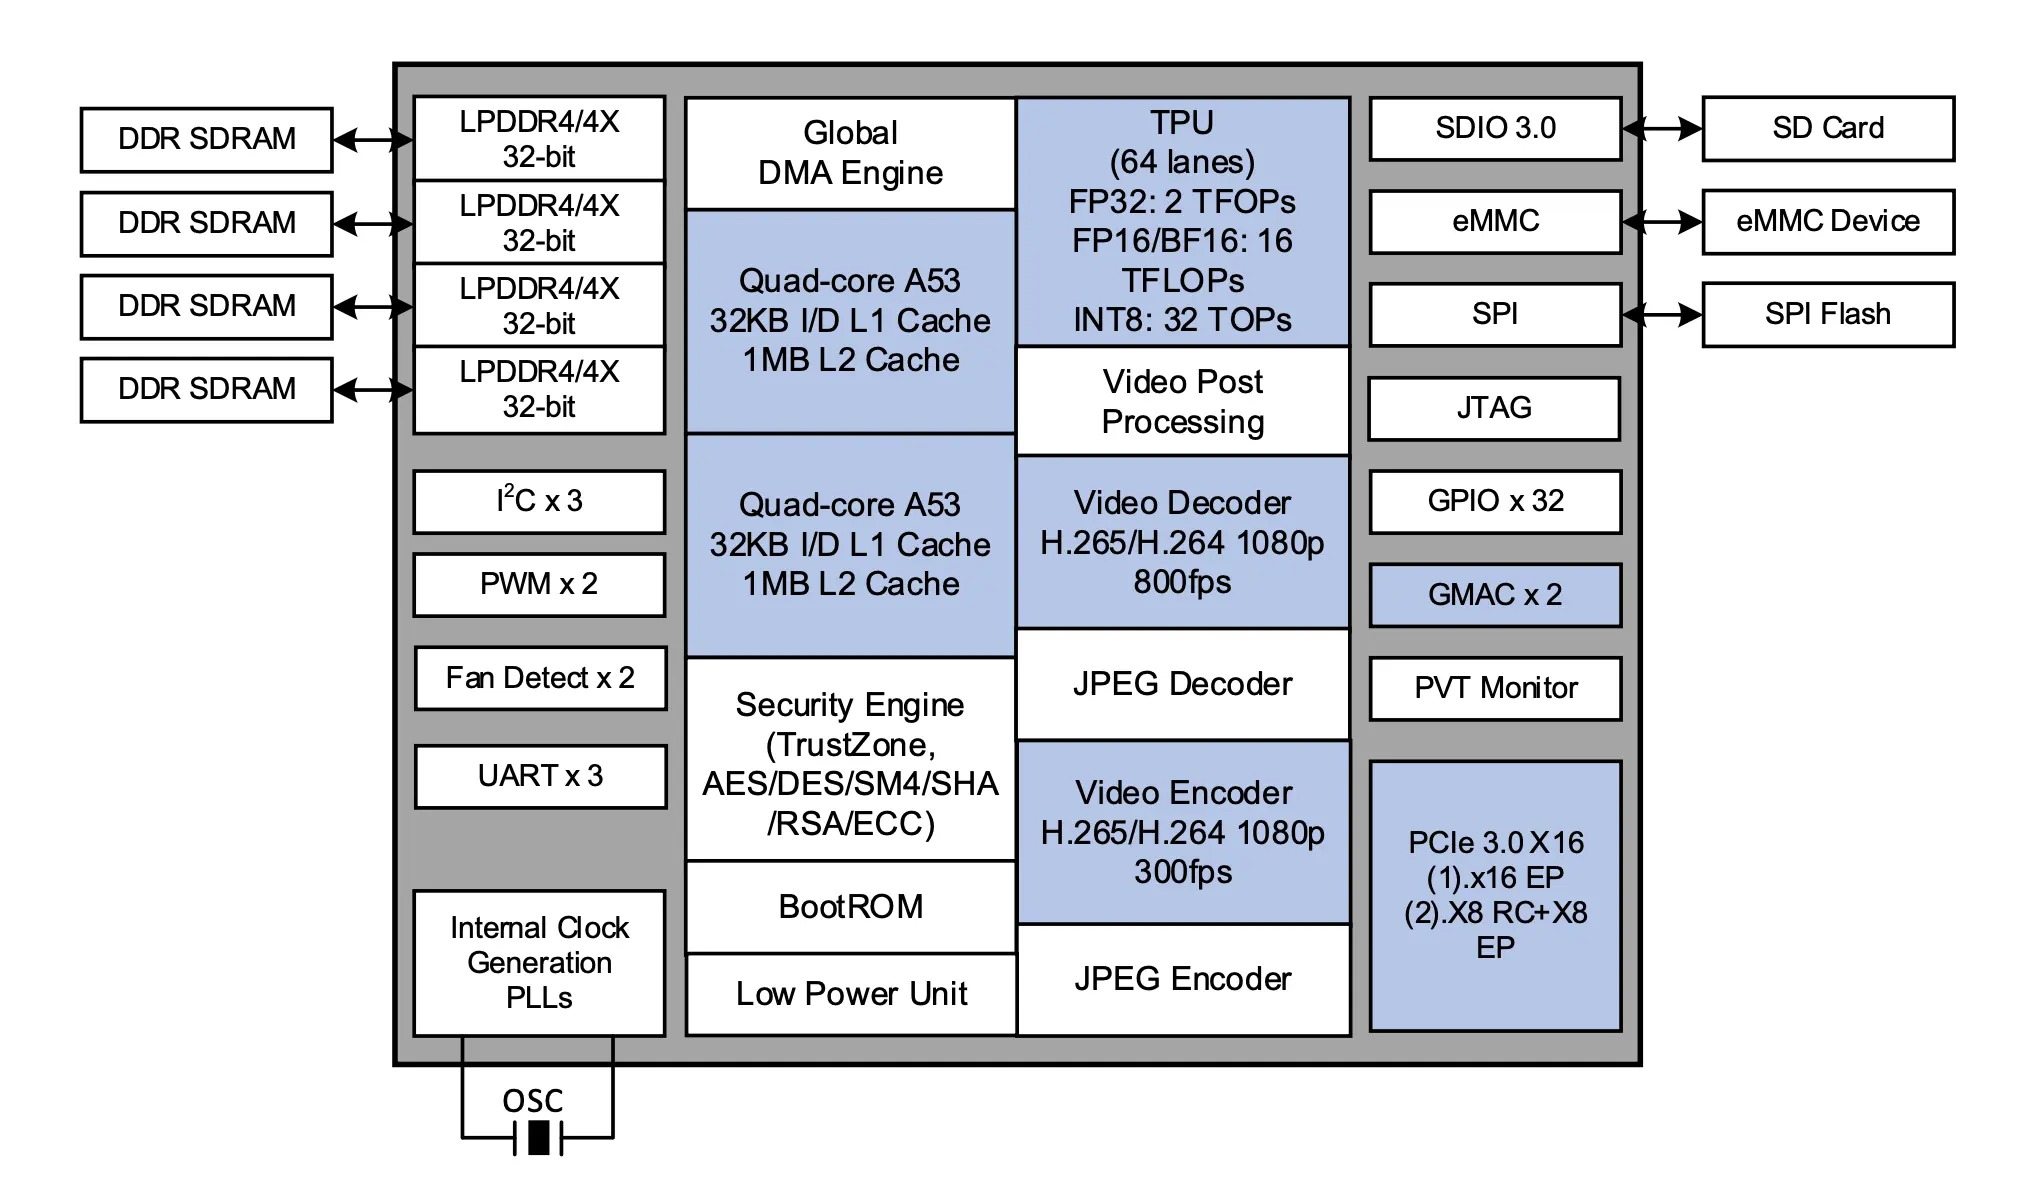 DDR SDRAM
DDR SDRAM
DDR SDRAM
DDR SDRAM
LPDDR4/4X
32-bit
LPDDR4/4X
32-bit
LPDDR4/4X
32-bit
LPDDR4/4X
32-bit
I²C x 3
PWM x 2
Fan Detect x 2
UART x 3
Internal Clock
Generation
PLLs
OSC
Global
DMA Engine
Quad-core A53
32KB I/D L1 Cache
1MB L2 Cache
Quad-core A53
32KB I/D L1 Cache
1MB L2 Cache
Security Engine
(TrustZone,
AES/DES/SM4/SHA
/RSA/ECC)
BootROM
Low Power Unit
TPU
(64 lanes)
FP32: 2 TFOPs
FP16/BF16: 16
TFLOPs
INT8: 32 TOPs
Video Post
Processing
Video Decoder
H.265/H.264 1080p
800fps
JPEG Decoder
Video Encoder
H.265/H.264 1080p
300fps
JPEG Encoder
SDIO 3.0
eMMC
SPI
JTAG
GPIO x 32
GMAC x 2
PVT Monitor
PCIe 3.0 X16
(1).x16 EP
(2).X8 RC+X8
EP
SD Card
eMMC Device
SPI Flash